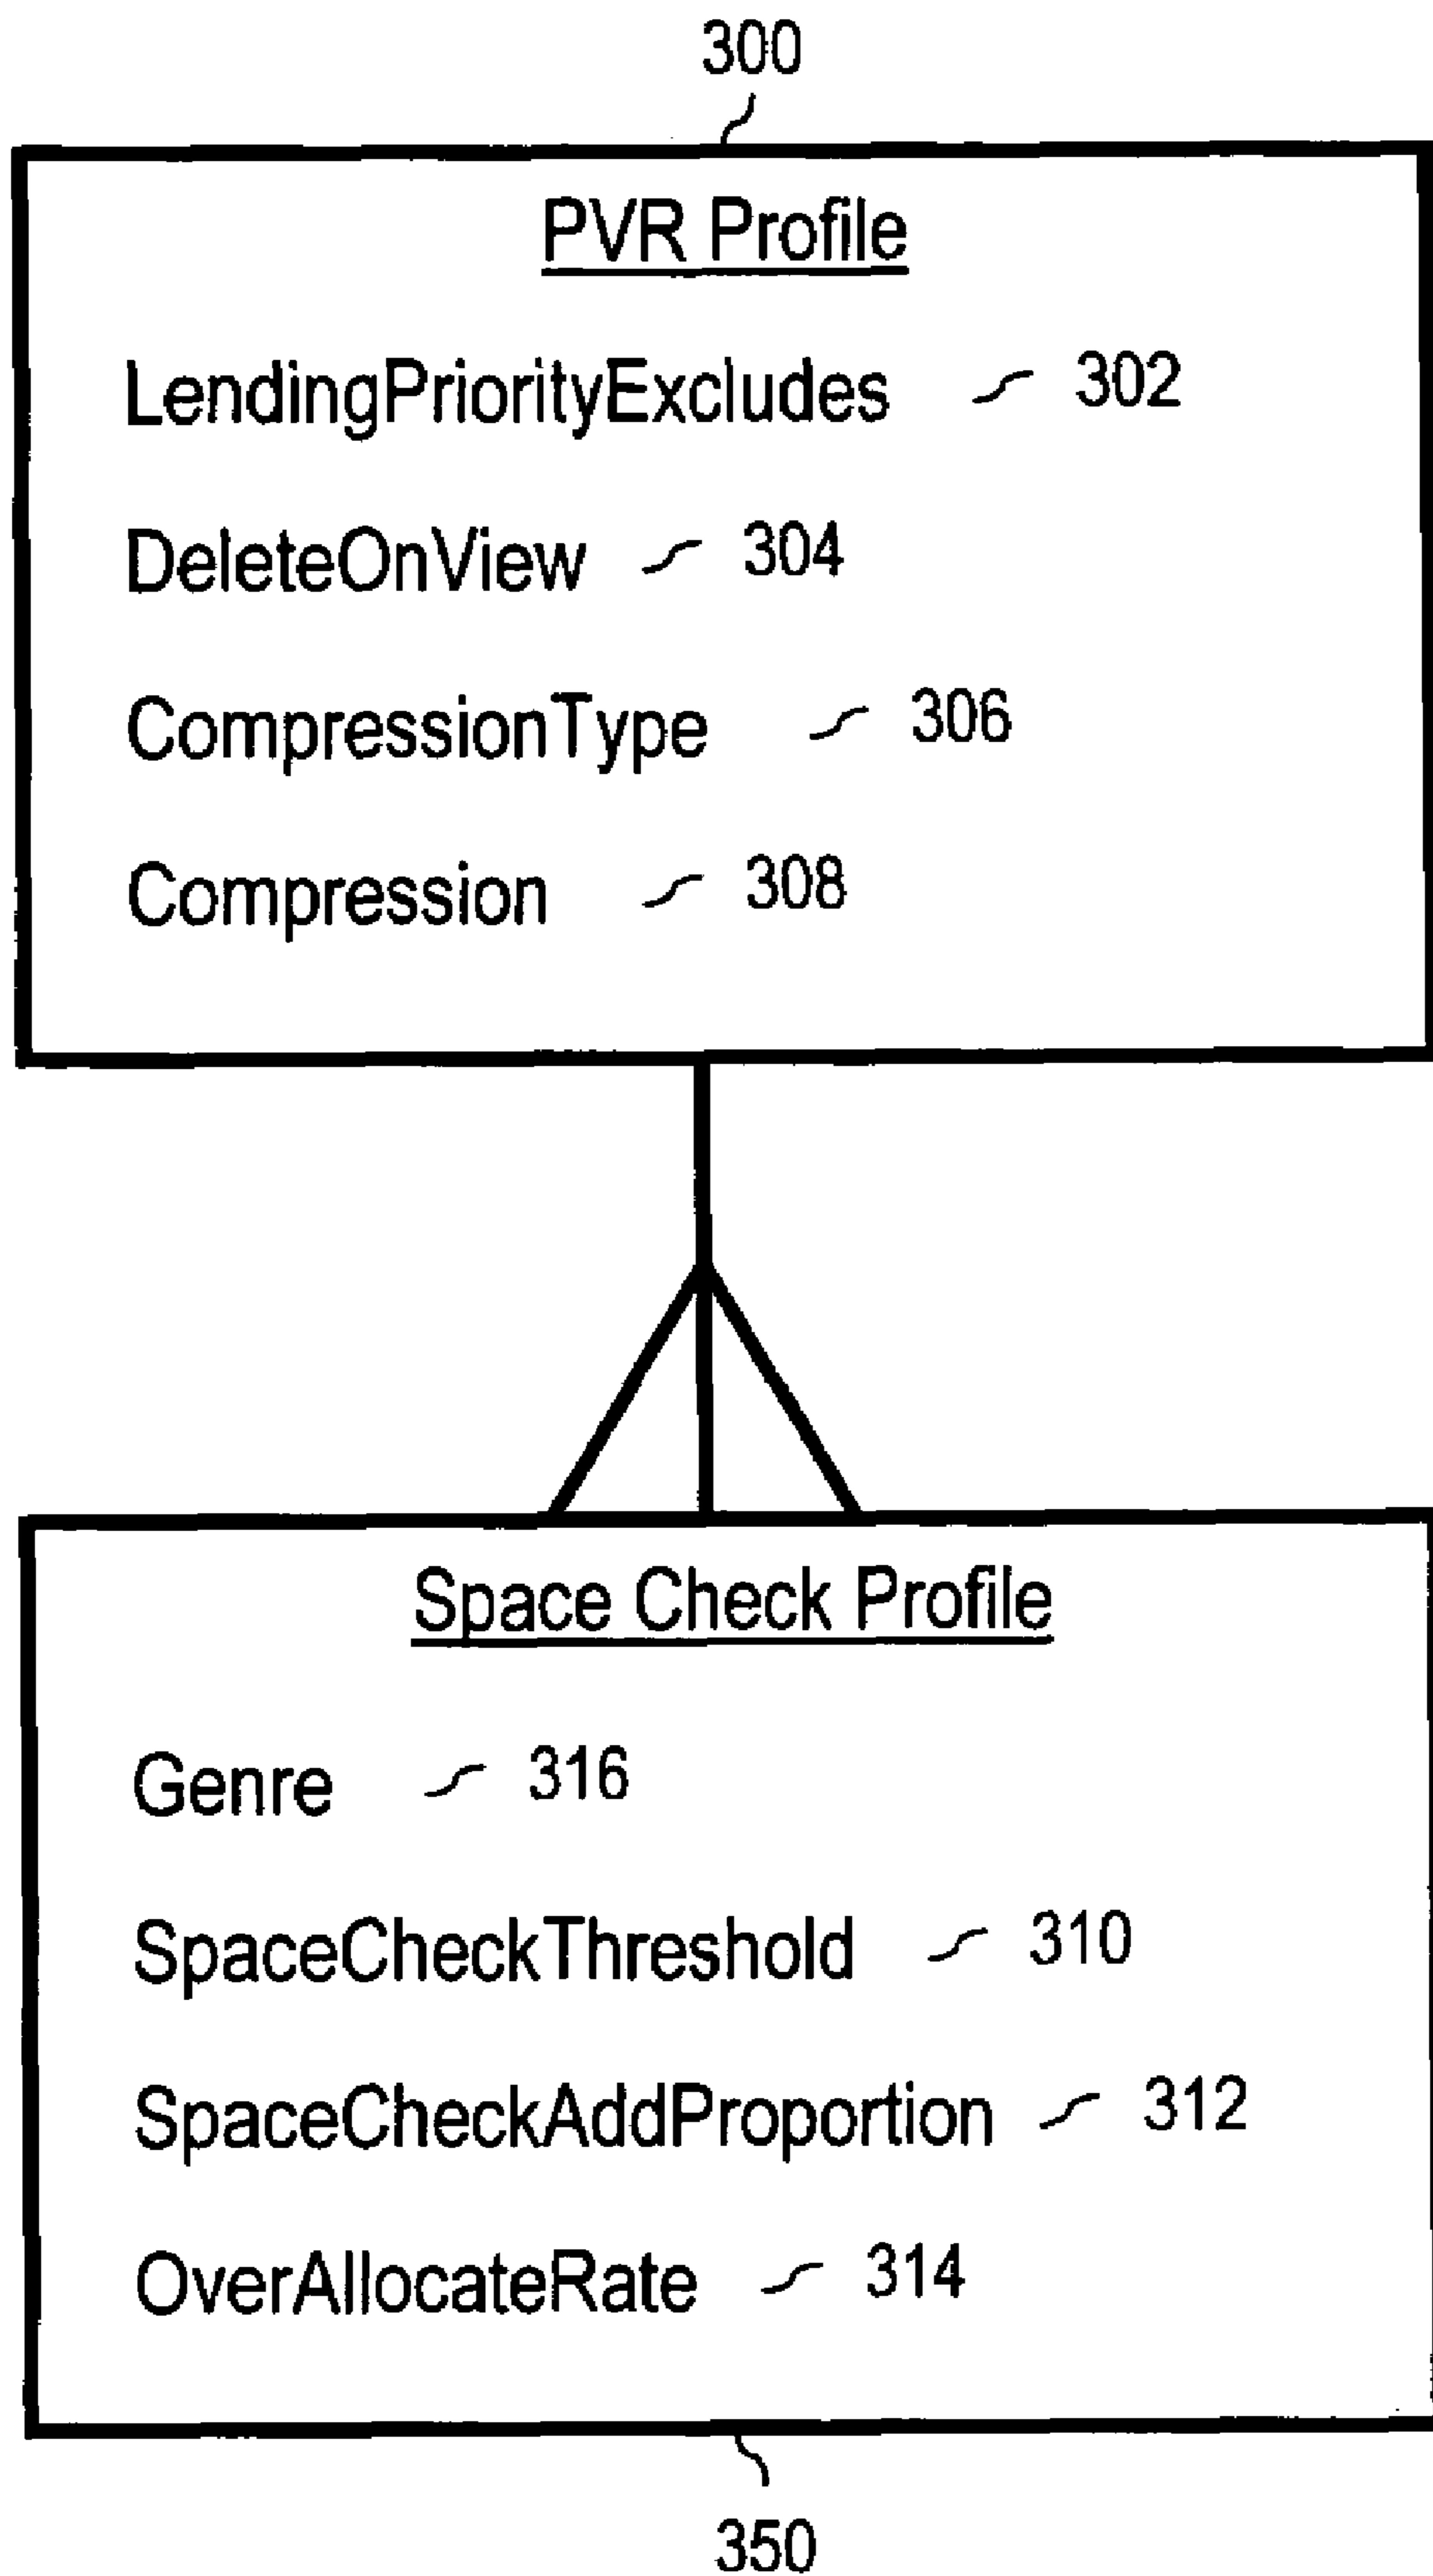 300
PVR Profile
LendingPriorityExcludes 302
DeleteOnView 304
CompressionType 306
Compression 308
Space Check Profile
Genre 316
SpaceCheckThreshold 310
SpaceCheckAddProportion 312
OverAllocateRate 314
350